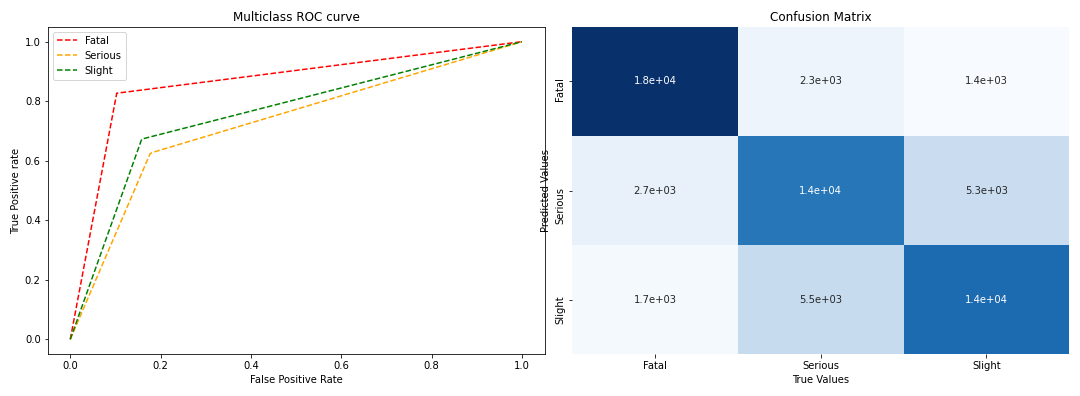 Multiclass ROC curve
Fatal
Serious
Slight
1.0
0.8
0.6
0.4
0.2
0.0
True Positive rate
0.0 0.2 0.4 0.6 0.8 1.0
False Positive Rate
Confusion Matrix
Predicted Values
Fatal 1.8e+04 2.3e+03 1.4e+03
Serious 2.7e+03 1.4e+04 5.3e+03
Slight 1.7e+03 5.5e+03 1.4e+04
Fatal Serious Slight
True Values